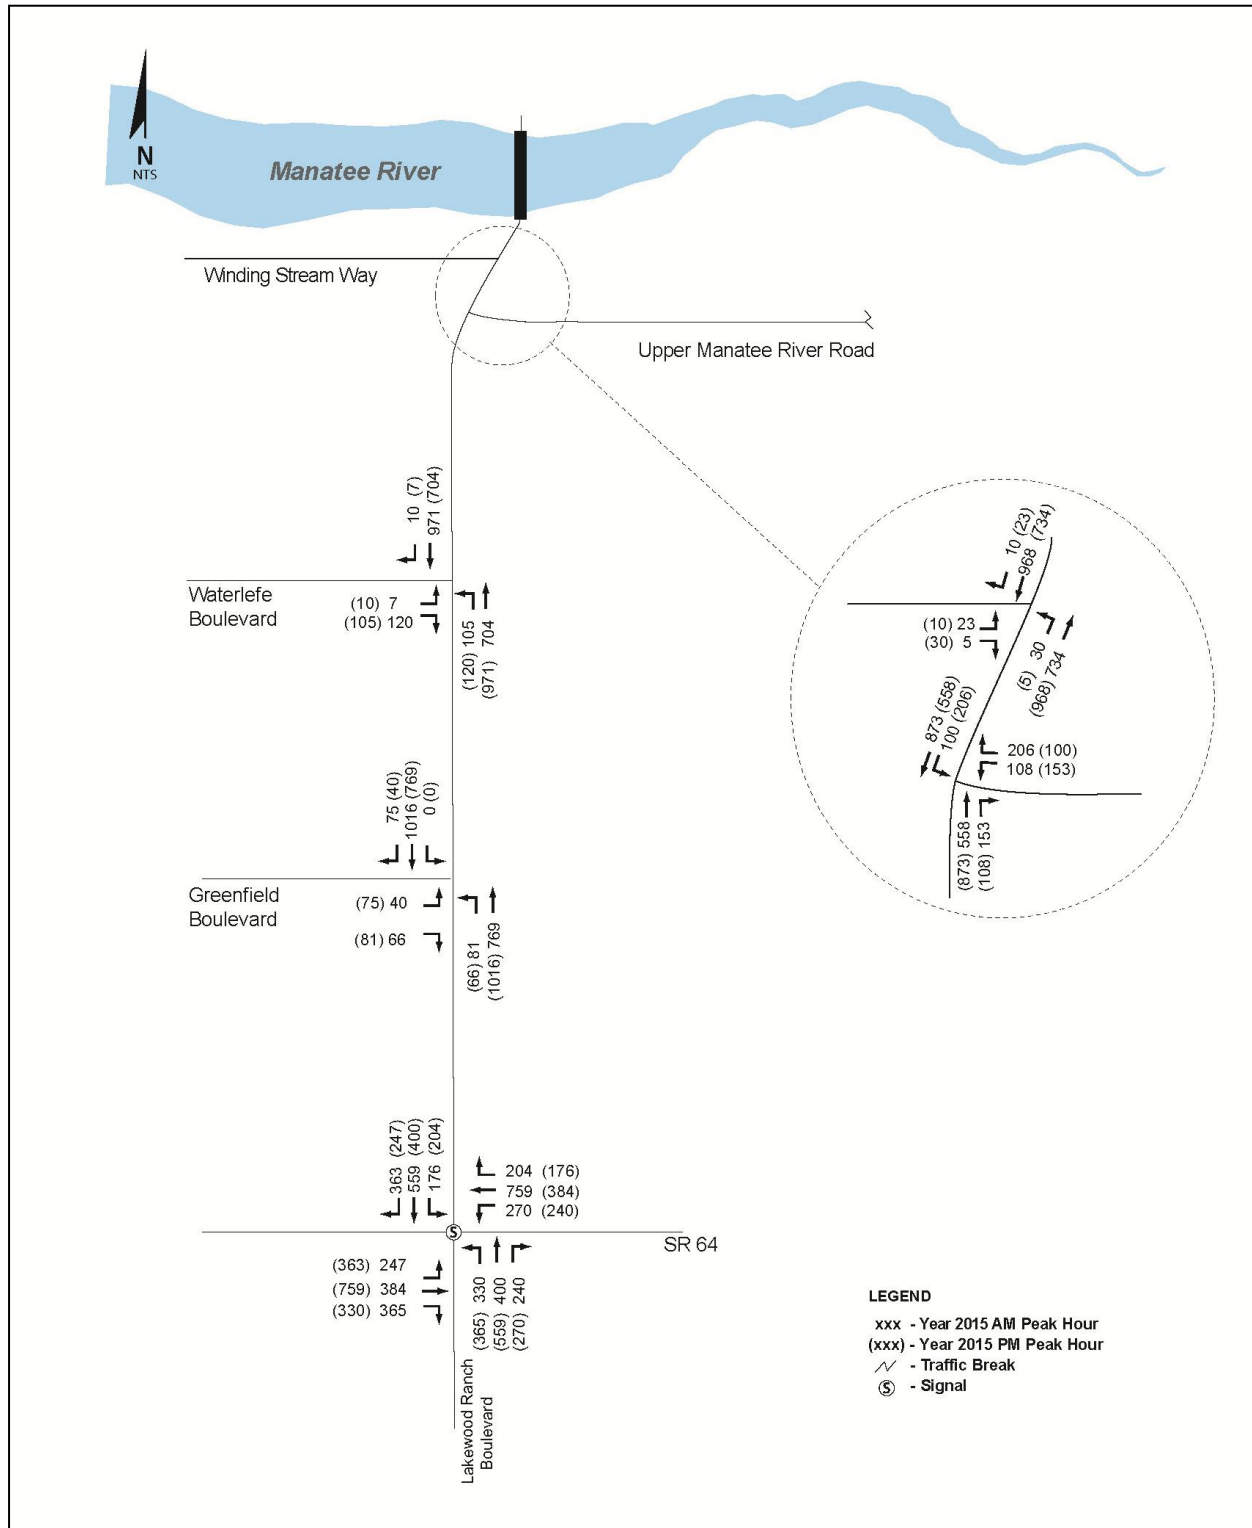 N
NTS
Manatee River
Winding Stream Way
Upper Manatee River Road
10 (7)
971 (704)
Waterlefe
Boulevard
(10) 7
(105) 120
(120) 105
(971) 704
10 (23)
968 (734)
(10) 23
(30) 5
(5) 30
(968) 734
873 (558)
100 (206)
206 (100)
108 (153)
(873) 558
(108) 153
75 (40)
1016 (769)
0 (0)
Greenfield
Boulevard
(75) 40
(81) 66
(66) 81
(1016) 769
363 (247)
559 (400)
176 (204)
204 (176)
759 (384)
270 (240)
S
SR 64
(363) 247
(759) 384
(330) 365
(365) 330
(559) 400
(270) 240
Lakewood Ranch
Boulevard
LEGEND
xxx - Year 2015 AM Peak Hour
(xxx) - Year 2015 PM Peak Hour
- Traffic Break
S - Signal